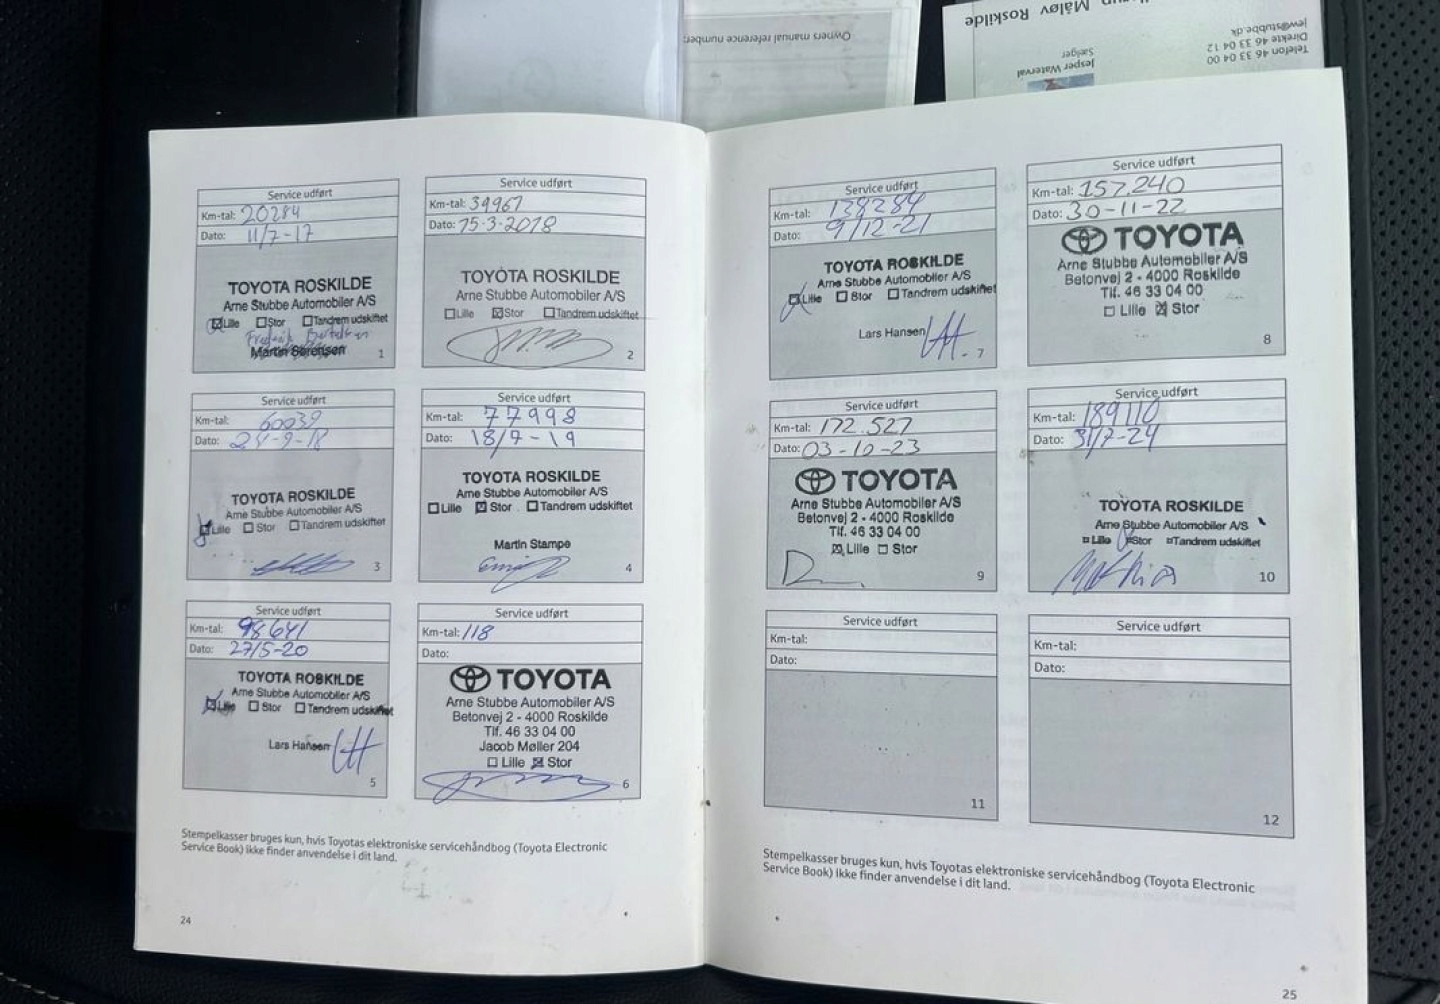 Owners manual reference number:
Måløv Roskilde
Jesper Waterval
Sælger
Telefon 46 33 04 00
Direkte 46 33 04 12
jew@stubbe.dk
Service udført
Km-tal: 20284
Dato: 11/7-17
TOYOTA ROSKILDE
Arne Stubbe Automobiler A/S
Lille Stor Tandrem udskiftet
Martin Sørensen
1
Service udført
Km-tal: 39967
Dato: 15-3-2018
TOYOTA ROSKILDE
Arne Stubbe Automobiler A/S
Lille Stor Tandrem udskiftet
2
Service udført
Km-tal: 60039
Dato:
TOYOTA ROSKILDE
Arne Stubbe Automobiler A/S
Lille Stor Tandrem udskiftet
3
Service udført
Km-tal: 77998
Dato: 18/7-19
TOYOTA ROSKILDE
Arne Stubbe Automobiler A/S
Lille Stor Tandrem udskiftet
Martin Stampe
4
Service udført
Km-tal: 98641
Dato: 27/5-20
TOYOTA ROSKILDE
Arne Stubbe Automobiler A/S
Lille Stor Tandrem udskiftet
Lars Hansen
5
Service udført
Km-tal: 118
Dato:
TOYOTA
Arne Stubbe Automobiler A/S
Betonvej 2 - 4000 Roskilde
Tlf. 46 33 04 00
Jacob Møller 204
Lille Stor
6
Stempelkasser bruges kun, hvis Toyotas elektroniske servicehåndbog (Toyota Electronic
Service Book) ikke finder anvendelse i dit land.
24
Service udført
Km-tal: 138284
Dato: 9/12-21
TOYOTA ROSKILDE
Arne Stubbe Automobiler A/S
Lille Stor Tandrem udskiftet
Lars Hansen
7
Service udført
Km-tal: 157.240
Dato: 30-11-22
TOYOTA
Arne Stubbe Automobiler A/S
Betonvej 2 - 4000 Roskilde
Tlf. 46 33 04 00
Lille Stor
8
Service udført
Km-tal: 172.527
Dato: 03-10-23
TOYOTA
Arne Stubbe Automobiler A/S
Betonvej 2 - 4000 Roskilde
Tlf. 46 33 04 00
Lille Stor
9
Service udført
Km-tal: 189110
Dato: 31/7-24
TOYOTA ROSKILDE
Arne Stubbe Automobiler A/S
Lille Stor Tandrem udskiftet
10
Service udført
Km-tal:
Dato:
11
Service udført
Km-tal:
Dato:
12
Stempelkasser bruges kun, hvis Toyotas elektroniske servicehåndbog (Toyota Electronic
Service Book) ikke finder anvendelse i dit land.
25